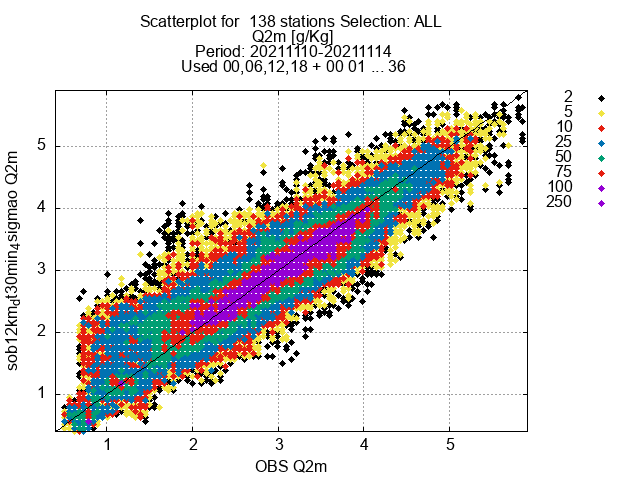 Scatterplot for  138 stations Selection: ALL
Q2m [g/Kg]
Period: 20211110-20211114
Used 00,06,12,18 + 00 01 ... 36
2
5
10
25
50
75
100
250
5
4
3
2
1
sob12km_dt30min_4sigmao Q2m
1 2 3 4 5
OBS Q2m